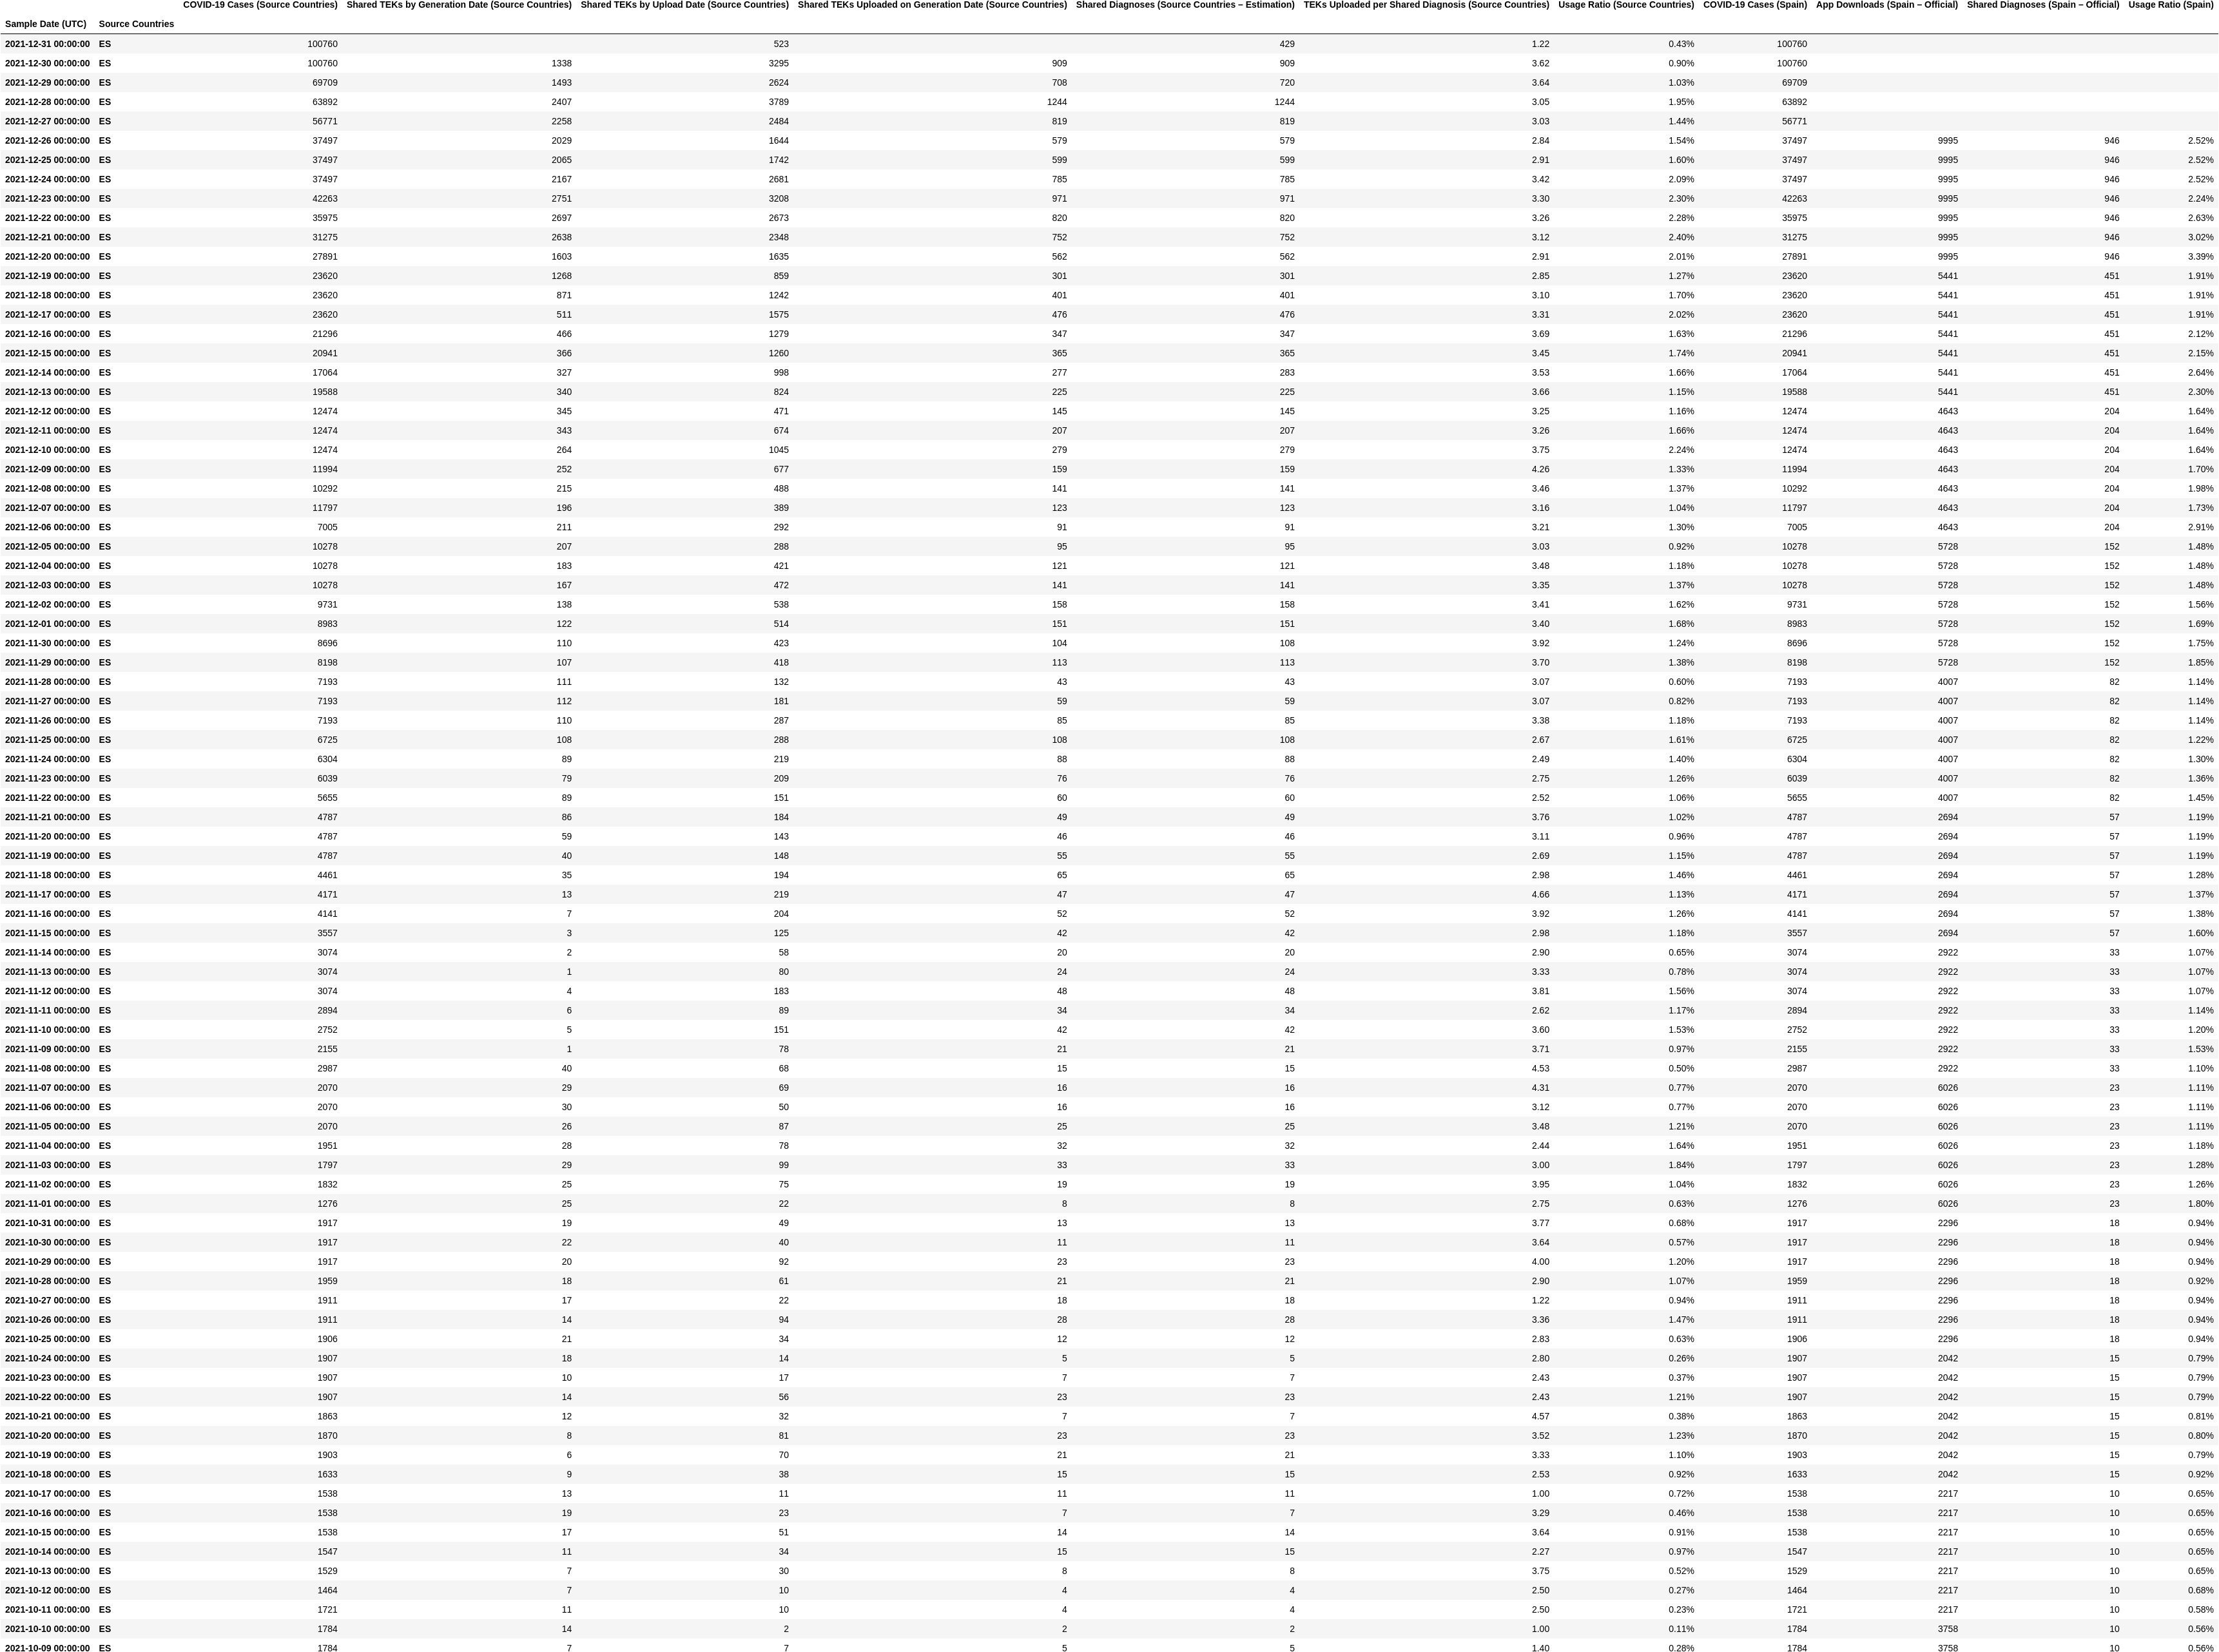 COVID-19 Cases (Source Countries) Shared TEKs by Generation Date (Source Countries) Shared TEKs by Upload Date (Source Countries) Shared TEKs Uploaded on Generation Date (Source Countries) Shared Diagnoses (Source Countries – Estimation) TEKs Uploaded per Shared Diagnosis (Source Countries) Usage Ratio (Source Countries) COVID-19 Cases (Spain) App Downloads (Spain – Official) Shared Diagnoses (Spain – Official) Usage Ratio (Spain)
Sample Date (UTC) Source Countries
2021-12-31 00:00:00 ES 100760 523 429 1.22 0.43% 100760
2021-12-30 00:00:00 ES 100760 1338 3295 909 909 3.62 0.90% 100760
2021-12-29 00:00:00 ES 69709 1493 2624 708 720 3.64 1.03% 69709
2021-12-28 00:00:00 ES 63892 2407 3789 1244 1244 3.05 1.95% 63892
2021-12-27 00:00:00 ES 56771 2258 2484 819 819 3.03 1.44% 56771
2021-12-26 00:00:00 ES 37497 2029 1644 579 579 2.84 1.54% 37497 9995 946 2.52%
2021-12-25 00:00:00 ES 37497 2065 1742 599 599 2.91 1.60% 37497 9995 946 2.52%
2021-12-24 00:00:00 ES 37497 2167 2681 785 785 3.42 2.09% 37497 9995 946 2.52%
2021-12-23 00:00:00 ES 42263 2751 3208 971 971 3.30 2.30% 42263 9995 946 2.24%
2021-12-22 00:00:00 ES 35975 2697 2673 820 820 3.26 2.28% 35975 9995 946 2.63%
2021-12-21 00:00:00 ES 31275 2638 2348 752 752 3.12 2.40% 31275 9995 946 3.02%
2021-12-20 00:00:00 ES 27891 1603 1635 562 562 2.91 2.01% 27891 9995 946 3.39%
2021-12-19 00:00:00 ES 23620 1268 859 301 301 2.85 1.27% 23620 5441 451 1.91%
2021-12-18 00:00:00 ES 23620 871 1242 401 401 3.10 1.70% 23620 5441 451 1.91%
2021-12-17 00:00:00 ES 23620 511 1575 476 476 3.31 2.02% 23620 5441 451 1.91%
2021-12-16 00:00:00 ES 21296 466 1279 347 347 3.69 1.63% 21296 5441 451 2.12%
2021-12-15 00:00:00 ES 20941 366 1260 365 365 3.45 1.74% 20941 5441 451 2.15%
2021-12-14 00:00:00 ES 17064 327 998 277 283 3.53 1.66% 17064 5441 451 2.64%
2021-12-13 00:00:00 ES 19588 340 824 225 225 3.66 1.15% 19588 5441 451 2.30%
2021-12-12 00:00:00 ES 12474 345 471 145 145 3.25 1.16% 12474 4643 204 1.64%
2021-12-11 00:00:00 ES 12474 343 674 207 207 3.26 1.66% 12474 4643 204 1.64%
2021-12-10 00:00:00 ES 12474 264 1045 279 279 3.75 2.24% 12474 4643 204 1.64%
2021-12-09 00:00:00 ES 11994 252 677 159 159 4.26 1.33% 11994 4643 204 1.70%
2021-12-08 00:00:00 ES 10292 215 488 141 141 3.46 1.37% 10292 4643 204 1.98%
2021-12-07 00:00:00 ES 11797 196 389 123 123 3.16 1.04% 11797 4643 204 1.73%
2021-12-06 00:00:00 ES 7005 211 292 91 91 3.21 1.30% 7005 4643 204 2.91%
2021-12-05 00:00:00 ES 10278 207 288 95 95 3.03 0.92% 10278 5728 152 1.48%
2021-12-04 00:00:00 ES 10278 183 421 121 121 3.48 1.18% 10278 5728 152 1.48%
2021-12-03 00:00:00 ES 10278 167 472 141 141 3.35 1.37% 10278 5728 152 1.48%
2021-12-02 00:00:00 ES 9731 138 538 158 158 3.41 1.62% 9731 5728 152 1.56%
2021-12-01 00:00:00 ES 8983 122 514 151 151 3.40 1.68% 8983 5728 152 1.69%
2021-11-30 00:00:00 ES 8696 110 423 104 108 3.92 1.24% 8696 5728 152 1.75%
2021-11-29 00:00:00 ES 8198 107 418 113 113 3.70 1.38% 8198 5728 152 1.85%
2021-11-28 00:00:00 ES 7193 111 132 43 43 3.07 0.60% 7193 4007 82 1.14%
2021-11-27 00:00:00 ES 7193 112 181 59 59 3.07 0.82% 7193 4007 82 1.14%
2021-11-26 00:00:00 ES 7193 110 287 85 85 3.38 1.18% 7193 4007 82 1.14%
2021-11-25 00:00:00 ES 6725 108 288 108 108 2.67 1.61% 6725 4007 82 1.22%
2021-11-24 00:00:00 ES 6304 89 219 88 88 2.49 1.40% 6304 4007 82 1.30%
2021-11-23 00:00:00 ES 6039 79 209 76 76 2.75 1.26% 6039 4007 82 1.36%
2021-11-22 00:00:00 ES 5655 89 151 60 60 2.52 1.06% 5655 4007 82 1.45%
2021-11-21 00:00:00 ES 4787 86 184 49 49 3.76 1.02% 4787 2694 57 1.19%
2021-11-20 00:00:00 ES 4787 59 143 46 46 3.11 0.96% 4787 2694 57 1.19%
2021-11-19 00:00:00 ES 4787 40 148 55 55 2.69 1.15% 4787 2694 57 1.19%
2021-11-18 00:00:00 ES 4461 35 194 65 65 2.98 1.46% 4461 2694 57 1.28%
2021-11-17 00:00:00 ES 4171 13 219 47 47 4.66 1.13% 4171 2694 57 1.37%
2021-11-16 00:00:00 ES 4141 7 204 52 52 3.92 1.26% 4141 2694 57 1.38%
2021-11-15 00:00:00 ES 3557 3 125 42 42 2.98 1.18% 3557 2694 57 1.60%
2021-11-14 00:00:00 ES 3074 2 58 20 20 2.90 0.65% 3074 2922 33 1.07%
2021-11-13 00:00:00 ES 3074 1 80 24 24 3.33 0.78% 3074 2922 33 1.07%
2021-11-12 00:00:00 ES 3074 4 183 48 48 3.81 1.56% 3074 2922 33 1.07%
2021-11-11 00:00:00 ES 2894 6 89 34 34 2.62 1.17% 2894 2922 33 1.14%
2021-11-10 00:00:00 ES 2752 5 151 42 42 3.60 1.53% 2752 2922 33 1.20%
2021-11-09 00:00:00 ES 2155 1 78 21 21 3.71 0.97% 2155 2922 33 1.53%
2021-11-08 00:00:00 ES 2987 40 68 15 15 4.53 0.50% 2987 2922 33 1.10%
2021-11-07 00:00:00 ES 2070 29 69 16 16 4.31 0.77% 2070 6026 23 1.11%
2021-11-06 00:00:00 ES 2070 30 50 16 16 3.12 0.77% 2070 6026 23 1.11%
2021-11-05 00:00:00 ES 2070 26 87 25 25 3.48 1.21% 2070 6026 23 1.11%
2021-11-04 00:00:00 ES 1951 28 78 32 32 2.44 1.64% 1951 6026 23 1.18%
2021-11-03 00:00:00 ES 1797 29 99 33 33 3.00 1.84% 1797 6026 23 1.28%
2021-11-02 00:00:00 ES 1832 25 75 19 19 3.95 1.04% 1832 6026 23 1.26%
2021-11-01 00:00:00 ES 1276 25 22 8 8 2.75 0.63% 1276 6026 23 1.80%
2021-10-31 00:00:00 ES 1917 19 49 13 13 3.77 0.68% 1917 2296 18 0.94%
2021-10-30 00:00:00 ES 1917 22 40 11 11 3.64 0.57% 1917 2296 18 0.94%
2021-10-29 00:00:00 ES 1917 20 92 23 23 4.00 1.20% 1917 2296 18 0.94%
2021-10-28 00:00:00 ES 1959 18 61 21 21 2.90 1.07% 1959 2296 18 0.92%
2021-10-27 00:00:00 ES 1911 17 22 18 18 1.22 0.94% 1911 2296 18 0.94%
2021-10-26 00:00:00 ES 1911 14 94 28 28 3.36 1.47% 1911 2296 18 0.94%
2021-10-25 00:00:00 ES 1906 21 34 12 12 2.83 0.63% 1906 2296 18 0.94%
2021-10-24 00:00:00 ES 1907 18 14 5 5 2.80 0.26% 1907 2042 15 0.79%
2021-10-23 00:00:00 ES 1907 10 17 7 7 2.43 0.37% 1907 2042 15 0.79%
2021-10-22 00:00:00 ES 1907 14 56 23 23 2.43 1.21% 1907 2042 15 0.79%
2021-10-21 00:00:00 ES 1863 12 32 7 7 4.57 0.38% 1863 2042 15 0.81%
2021-10-20 00:00:00 ES 1870 8 81 23 23 3.52 1.23% 1870 2042 15 0.80%
2021-10-19 00:00:00 ES 1903 6 70 21 21 3.33 1.10% 1903 2042 15 0.79%
2021-10-18 00:00:00 ES 1633 9 38 15 15 2.53 0.92% 1633 2042 15 0.92%
2021-10-17 00:00:00 ES 1538 13 11 11 11 1.00 0.72% 1538 2217 10 0.65%
2021-10-16 00:00:00 ES 1538 19 23 7 7 3.29 0.46% 1538 2217 10 0.65%
2021-10-15 00:00:00 ES 1538 17 51 14 14 3.64 0.91% 1538 2217 10 0.65%
2021-10-14 00:00:00 ES 1547 11 34 15 15 2.27 0.97% 1547 2217 10 0.65%
2021-10-13 00:00:00 ES 1529 7 30 8 8 3.75 0.52% 1529 2217 10 0.65%
2021-10-12 00:00:00 ES 1464 7 10 4 4 2.50 0.27% 1464 2217 10 0.68%
2021-10-11 00:00:00 ES 1721 11 10 4 4 2.50 0.23% 1721 2217 10 0.58%
2021-10-10 00:00:00 ES 1784 14 2 2 2 1.00 0.11% 1784 3758 10 0.56%
2021-10-09 00:00:00 ES 1784 7 7 5 5 1.40 0.28% 1784 3758 10 0.56%